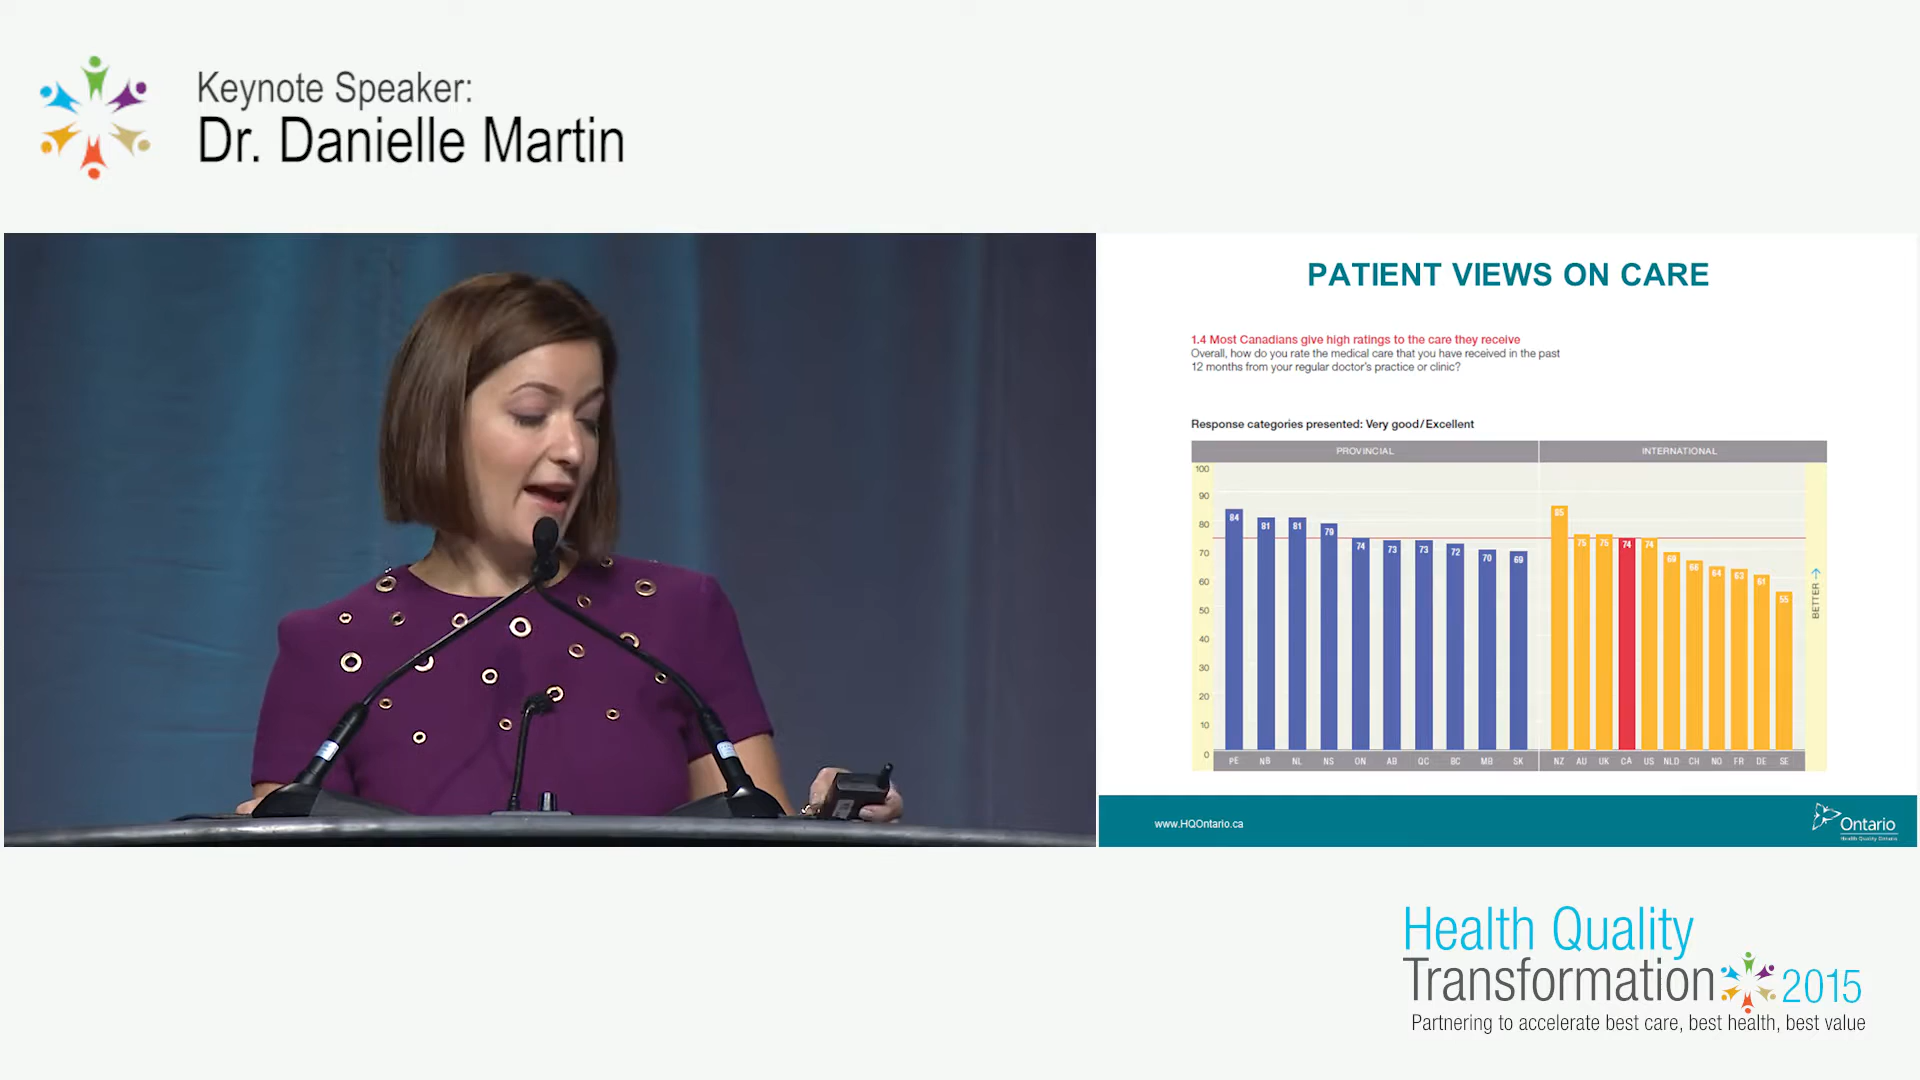 Keynote Speaker:
Dr. Danielle Martin
PATIENT VIEWS ON CARE
1.4 Most Canadians give high ratings to the care they receive
Overall, how do you rate the medical care that you have received in the past
12 months from your regular doctor's practice or clinic?
Response categories presented: Very good/Excellent
PROVINCIAL INTERNATIONAL
100
90
80
70
60
50
40
30
20
10
0
84 81 81 79 74 73 73 72 70 69 85 75 75 74 74 69 66 64 63 61 55
PE NB NL NS ON AB QC BC MB SK NZ AU UK CA US NLD CH NO FR DE SE
BETTER
www.HQOntario.ca
Ontario
Health Quality Ontario
Health Quality
Transformation 2015
Partnering to accelerate best care, best health, best value